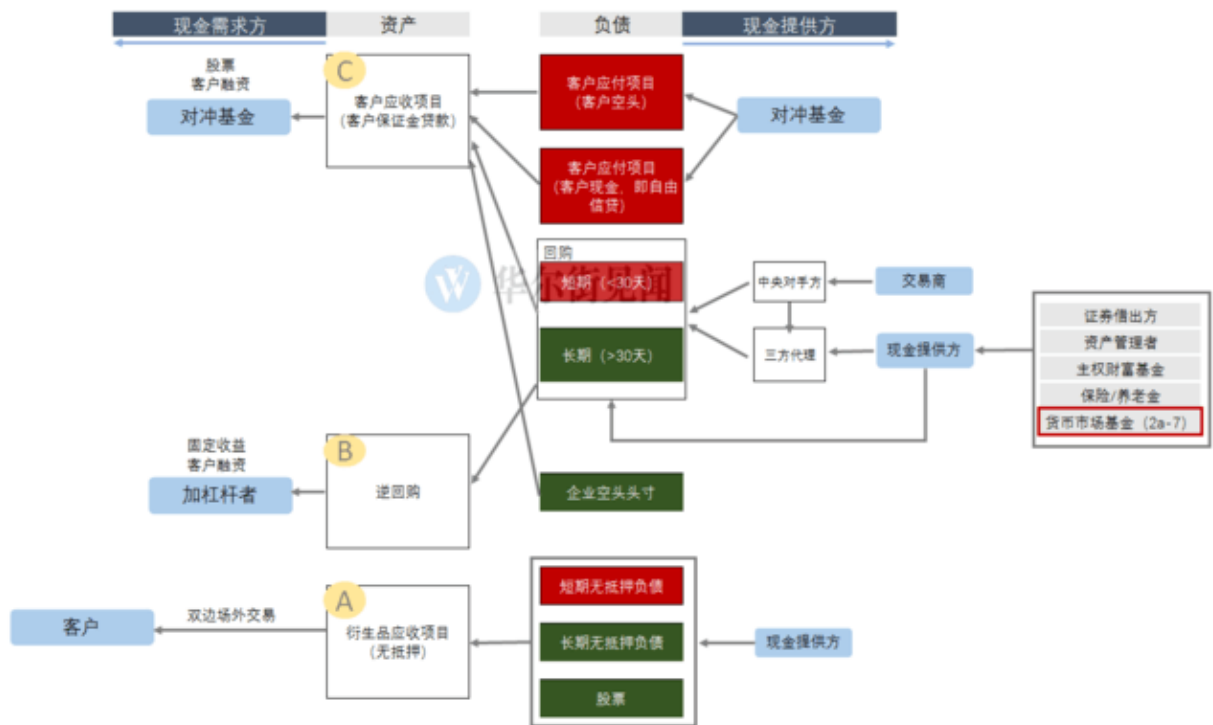 现金需求方
资产
负债
现金提供方
股票
客户融资
对冲基金
C
客户应收项目
(客户保证金贷款)
客户应付项目
(客户空头)
对冲基金
客户应付项目
(客户现金，即自由
信贷)
回购
短期 (<30天)
华尔街见闻
长期 (>30天)
中央对手方
交易商
三方代理
现金提供方
证券借出方
资产管理者
主权财富基金
保险/养老金
货币市场基金 (2a-7)
固定收益
客户融资
加杠杆者
B
逆回购
企业空头头寸
客户
双边场外交易
A
衍生品应收项目
(无抵押)
短期无抵押负债
长期无抵押负债
股票
现金提供方